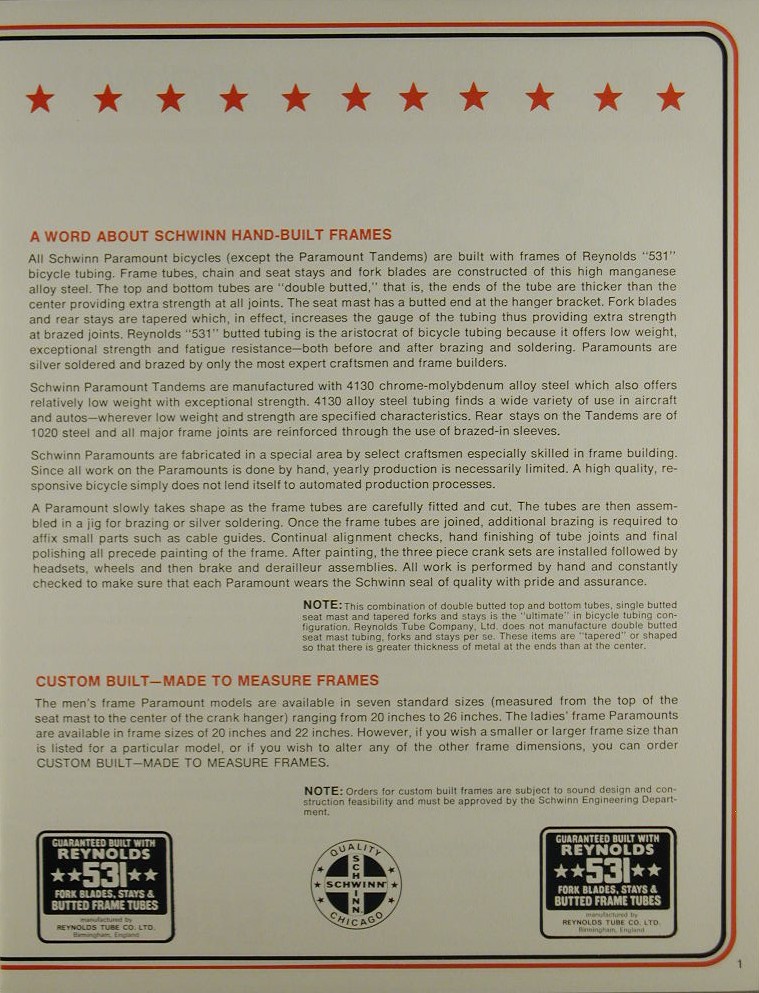 A WORD ABOUT SCHWINN HAND-BUILT FRAMES
All Schwinn Paramount bicycles (except the Paramount Tandems) are built with frames of Reynolds "531"
bicycle tubing. Frame tubes, chain and seat stays and fork blades are constructed of this high manganese
alloy steel. The top and bottom tubes are "double butted," that is, the ends of the tube are thicker than the
center providing extra strength at all joints. The seat mast has a butted end at the hanger bracket. Fork blades
and rear stays are tapered which, in effect, increases the gauge of the tubing thus providing extra strength
at brazed joints. Reynolds "531" butted tubing is the aristocrat of bicycle tubing because it offers low weight,
exceptional strength and fatigue resistance—both before and after brazing and soldering. Paramounts are
silver soldered and brazed by only the most expert craftsmen and frame builders.
Schwinn Paramount Tandems are manufactured with 4130 chrome-molybdenum alloy steel which also offers
relatively low weight with exceptional strength. 4130 alloy steel tubing finds a wide variety of use in aircraft
and autos—wherever low weight and strength are specified characteristics. Rear stays on the Tandems are of
1020 steel and all major frame joints are reinforced through the use of brazed-in sleeves.
Schwinn Paramounts are fabricated in a special area by select craftsmen especially skilled in frame building.
Since all work on the Paramounts is done by hand, yearly production is necessarily limited. A high quality, re-
sponsive bicycle simply does not lend itself to automated production processes.
A Paramount slowly takes shape as the frame tubes are carefully fitted and cut. The tubes are then assem-
bled in a jig for brazing or silver soldering. Once the frame tubes are joined, additional brazing is required to
affix small parts such as cable guides. Continual alignment checks, hand finishing of tube joints and final
polishing all precede painting of the frame. After painting, the three piece crank sets are installed followed by
headsets, wheels and then brake and derailleur assemblies. All work is performed by hand and constantly
checked to make sure that each Paramount wears the Schwinn seal of quality with pride and assurance.
NOTE: This combination of double butted top and bottom tubes, single butted
seat mast and tapered forks and stays is the "ultimate" in bicycle tubing con-
figuration. Reynolds Tube Company, Ltd. does not manufacture double butted
seat mast tubing, forks and stays per se. These items are "tapered" or shaped
so that there is greater thickness of metal at the ends than at the center.
CUSTOM BUILT—MADE TO MEASURE FRAMES
The men's frame Paramount models are available in seven standard sizes (measured from the top of the
seat mast to the center of the crank hanger) ranging from 20 inches to 26 inches. The ladies' frame Paramounts
are available in frame sizes of 20 inches and 22 inches. However, if you wish a smaller or larger frame size than
is listed for a particular model, or if you wish to alter any of the other frame dimensions, you can order
CUSTOM BUILT—MADE TO MEASURE FRAMES.
NOTE: Orders for custom built frames are subject to sound design and con-
struction feasibility and must be approved by the Schwinn Engineering Depart-
ment.
GUARANTEED BUILT WITH
REYNOLDS
531
FORK BLADES, STAYS &
BUTTED FRAME TUBES
manufactured by
REYNOLDS TUBE CO. LTD.
Birmingham, England
QUALITY
SCHWINN
SCHWINN
CHICAGO
GUARANTEED BUILT WITH
REYNOLDS
531
FORK BLADES, STAYS &
BUTTED FRAME TUBES
manufactured by
REYNOLDS TUBE CO. LTD.
Birmingham, England
1